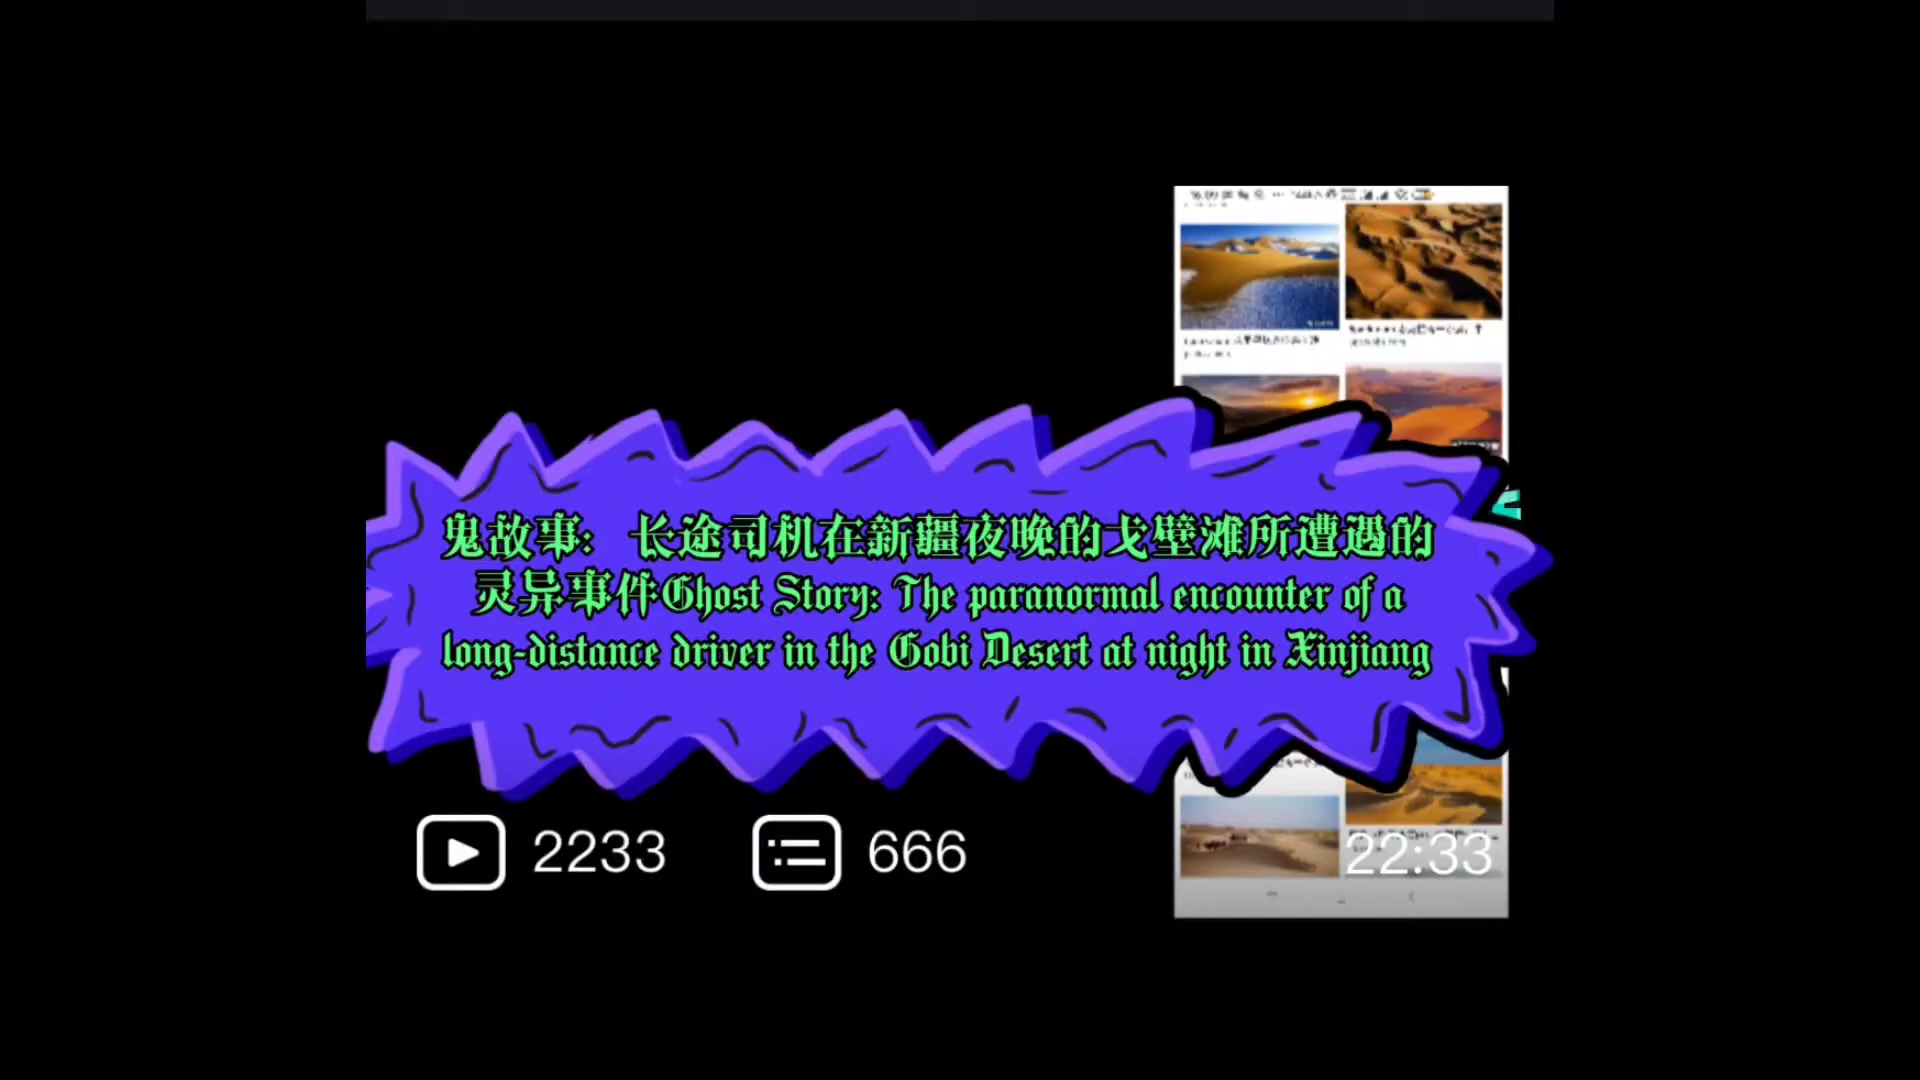 鬼故事：长途司机在新疆夜晚的戈壁滩所遭遇的
灵异事件Ghost Story: The paranormal encounter of a
long-distance driver in the Gobi Desert at night in Xinjiang
2233
666
22:33